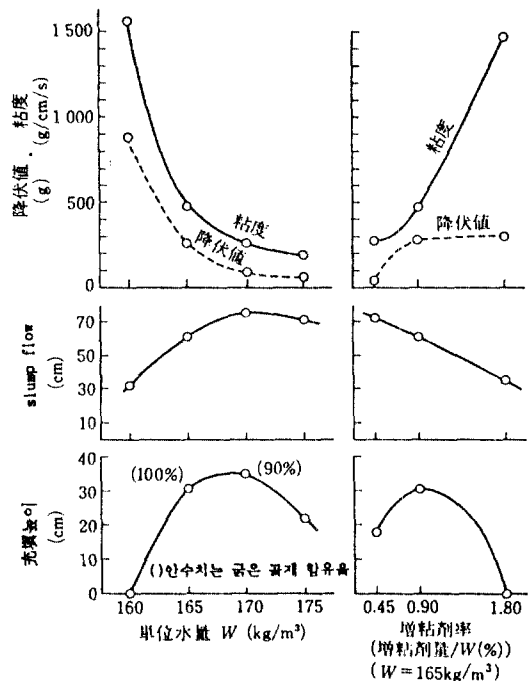 降伏値・粘度
(g) (g/cm/s)
1 500
1 000
500
0
粘度
降伏値
粘度
降伏値
slump flow
(cm)
70
50
30
10
充填높이
(cm)
40
30
20
10
0
(100%)
(90%)
()안수치는 굵은 골재 함유율
160 165 170 175
単位水量 W (kg/m³)
0.45 0.90 1.80
増粘剤率
(増粘剤量/W(%))
(W=165kg/m³)